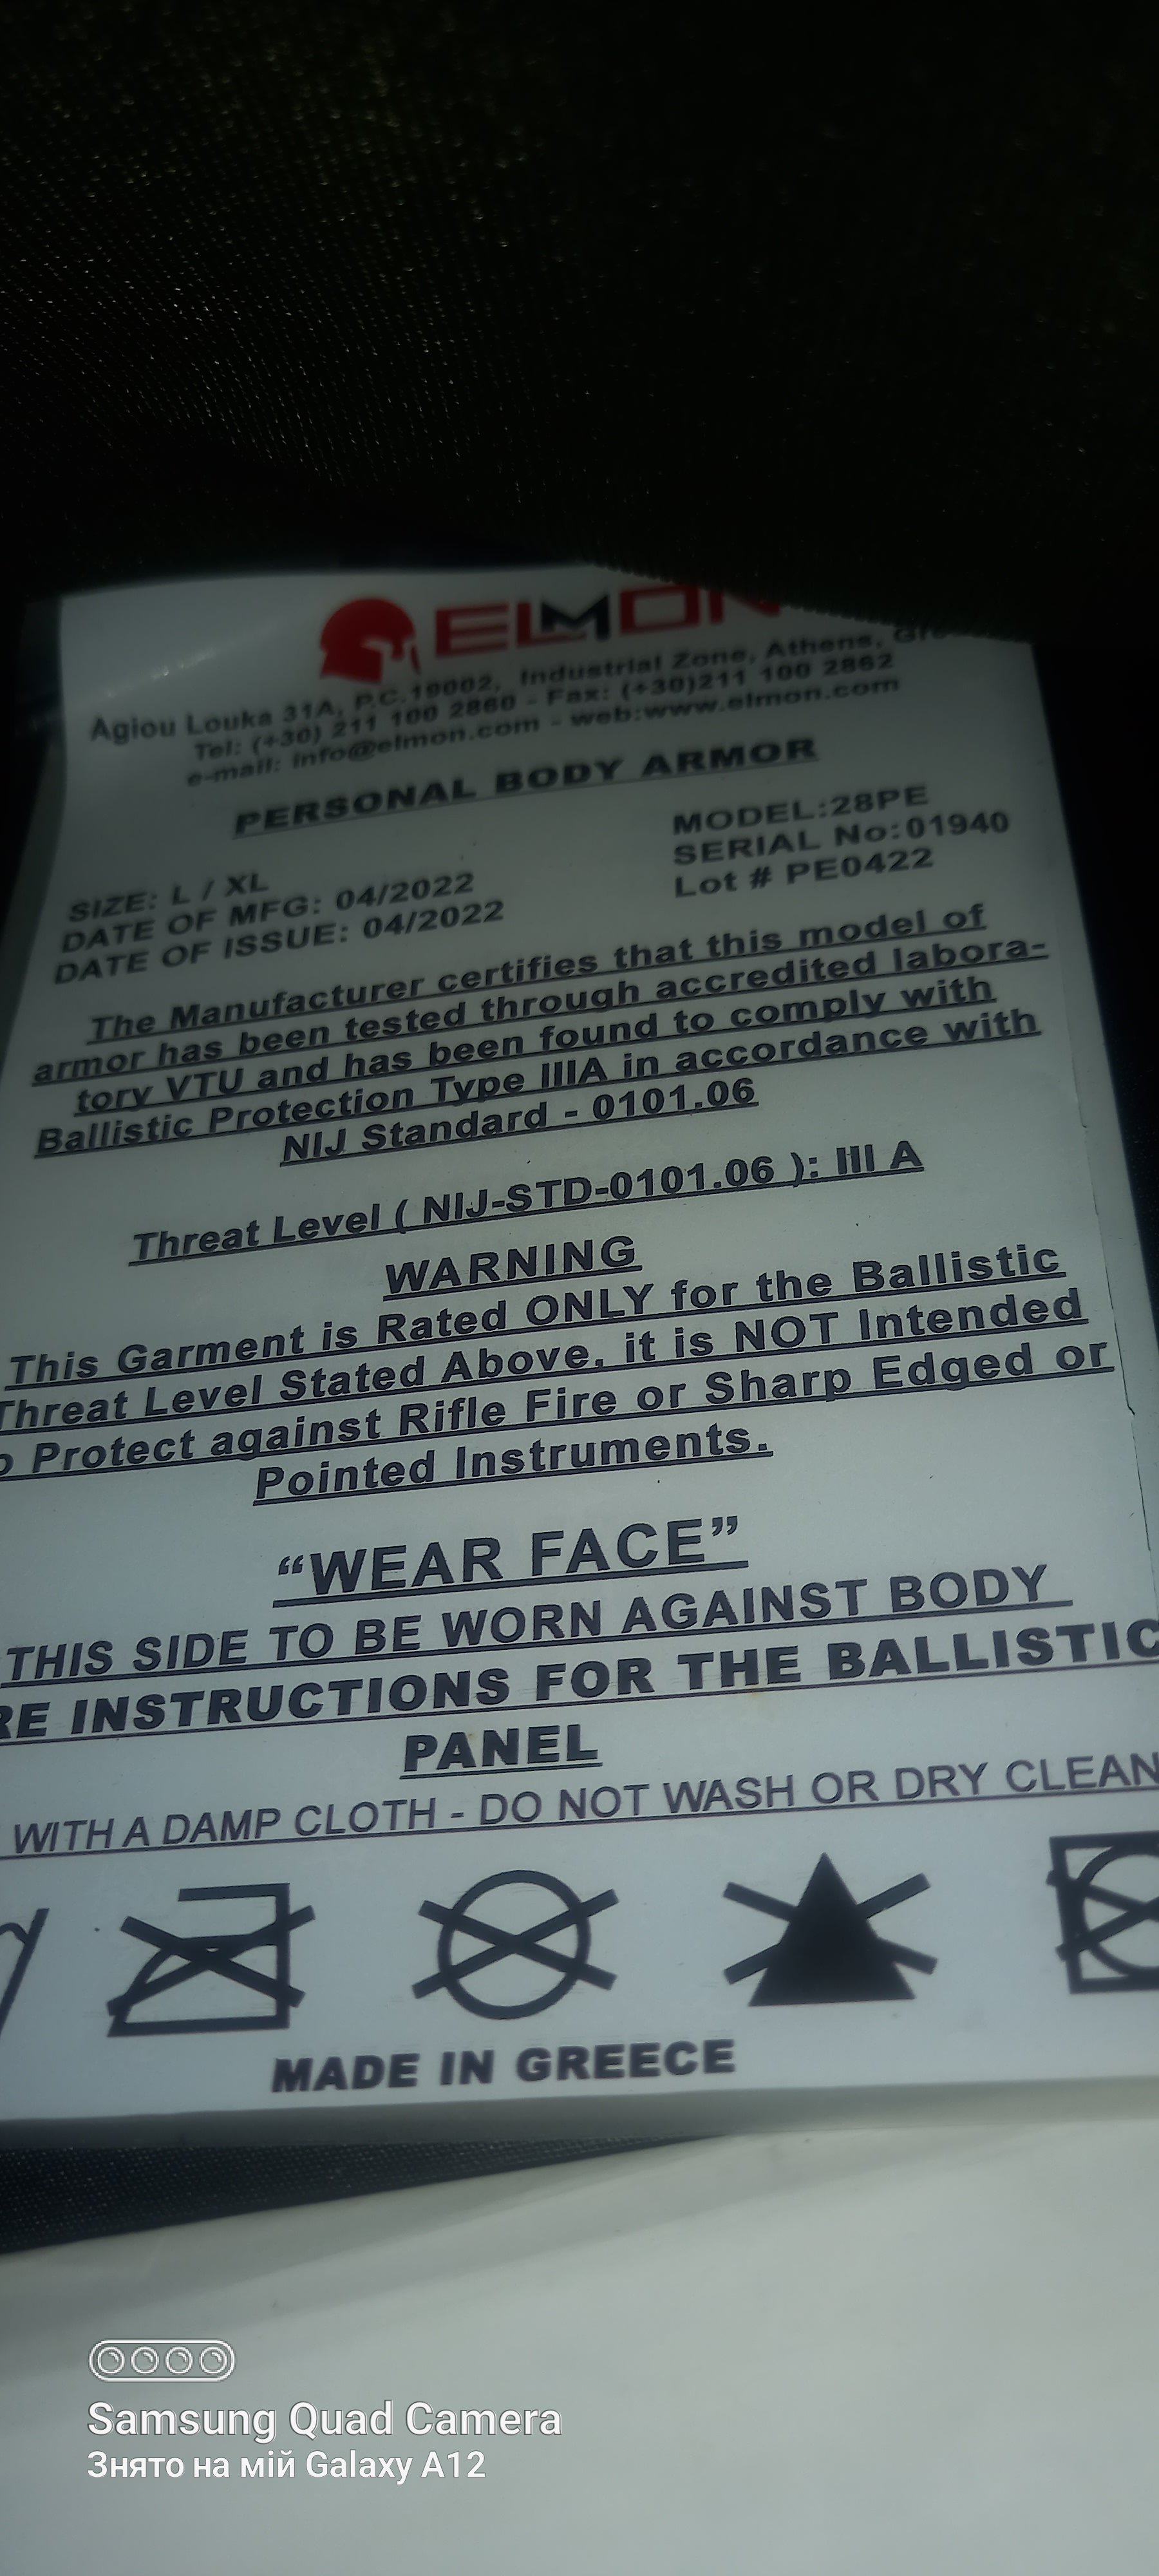 ELMON
Agiou Louka 31A, P.C.19002, Industrial Zone, Athens,
Tel: (+30) 211 100 2860 - Fax: (+30)211 100 2862
e-mail: info@elmon.com - web:www.elmon.com
PERSONAL BODY ARMOR
SIZE: L / XL
DATE OF MFG: 04/2022
DATE OF ISSUE: 04/2022
MODEL:28PE
SERIAL No:01940
Lot # PE0422
The Manufacturer certifies that this model of
armor has been tested through accredited labora-
tory VTU and has been found to comply with
Ballistic Protection Type IIIA in accordance with
NIJ Standard - 0101.06
Threat Level ( NIJ-STD-0101.06 ): III A
WARNING
This Garment is Rated ONLY for the Ballistic
Threat Level Stated Above, it is NOT Intended
o Protect against Rifle Fire or Sharp Edged or
Pointed Instruments.
“WEAR FACE”
THIS SIDE TO BE WORN AGAINST BODY
RE INSTRUCTIONS FOR THE BALLISTIC
PANEL
WITH A DAMP CLOTH - DO NOT WASH OR DRY CLEAN
MADE IN GREECE
Samsung Quad Camera
Знято на мій Galaxy A12